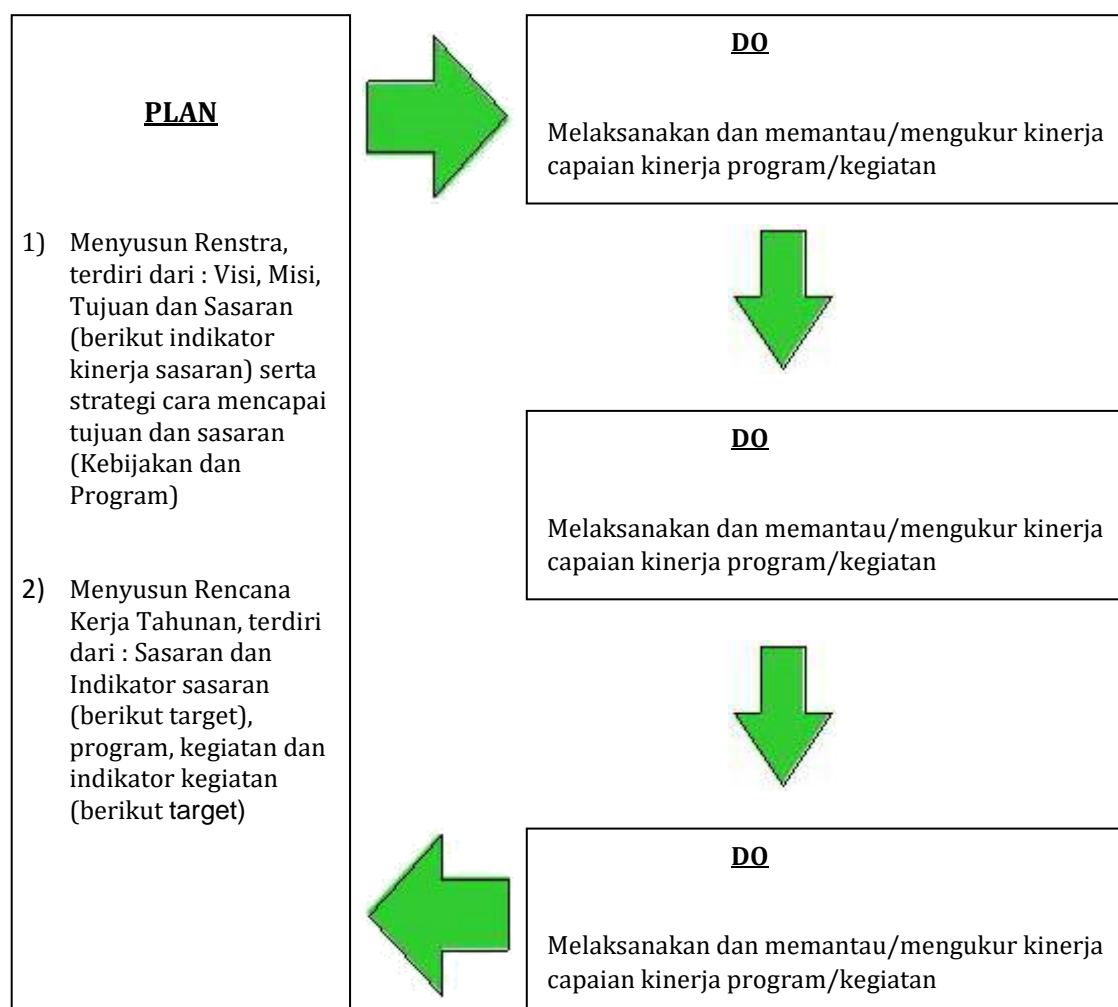 PLAN
1) Menyusun Renstra,
terdiri dari : Visi, Misi,
Tujuan dan Sasaran
(berikut indikator
kinerja sasaran) serta
strategi cara mencapai
tujuan dan sasaran
(Kebijakan dan
Program)
2) Menyusun Rencana
Kerja Tahunan, terdiri
dari : Sasaran dan
Indikator sasaran
(berikut target),
program, kegiatan dan
indikator kegiatan
(berikut target)
DO
Melaksanakan dan memantau/mengukur kinerja
capaian kinerja program/kegiatan
DO
Melaksanakan dan memantau/mengukur kinerja
capaian kinerja program/kegiatan
DO
Melaksanakan dan memantau/mengukur kinerja
capaian kinerja program/kegiatan